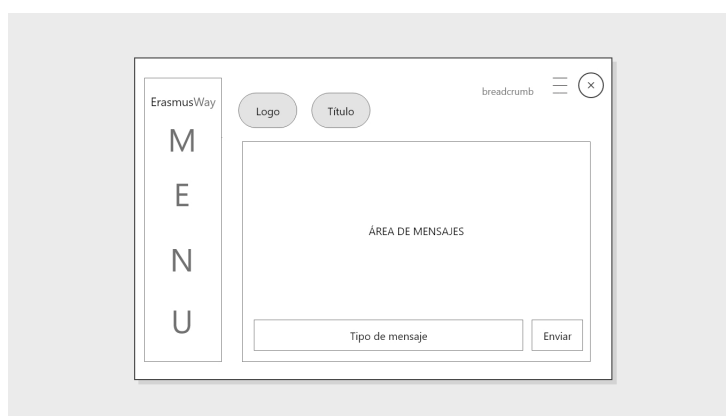 ErasmusWay
M
E
N
U
Logo
Título
breadcrumb
×
ÁREA DE MENSAJES
Tipo de mensaje
Enviar